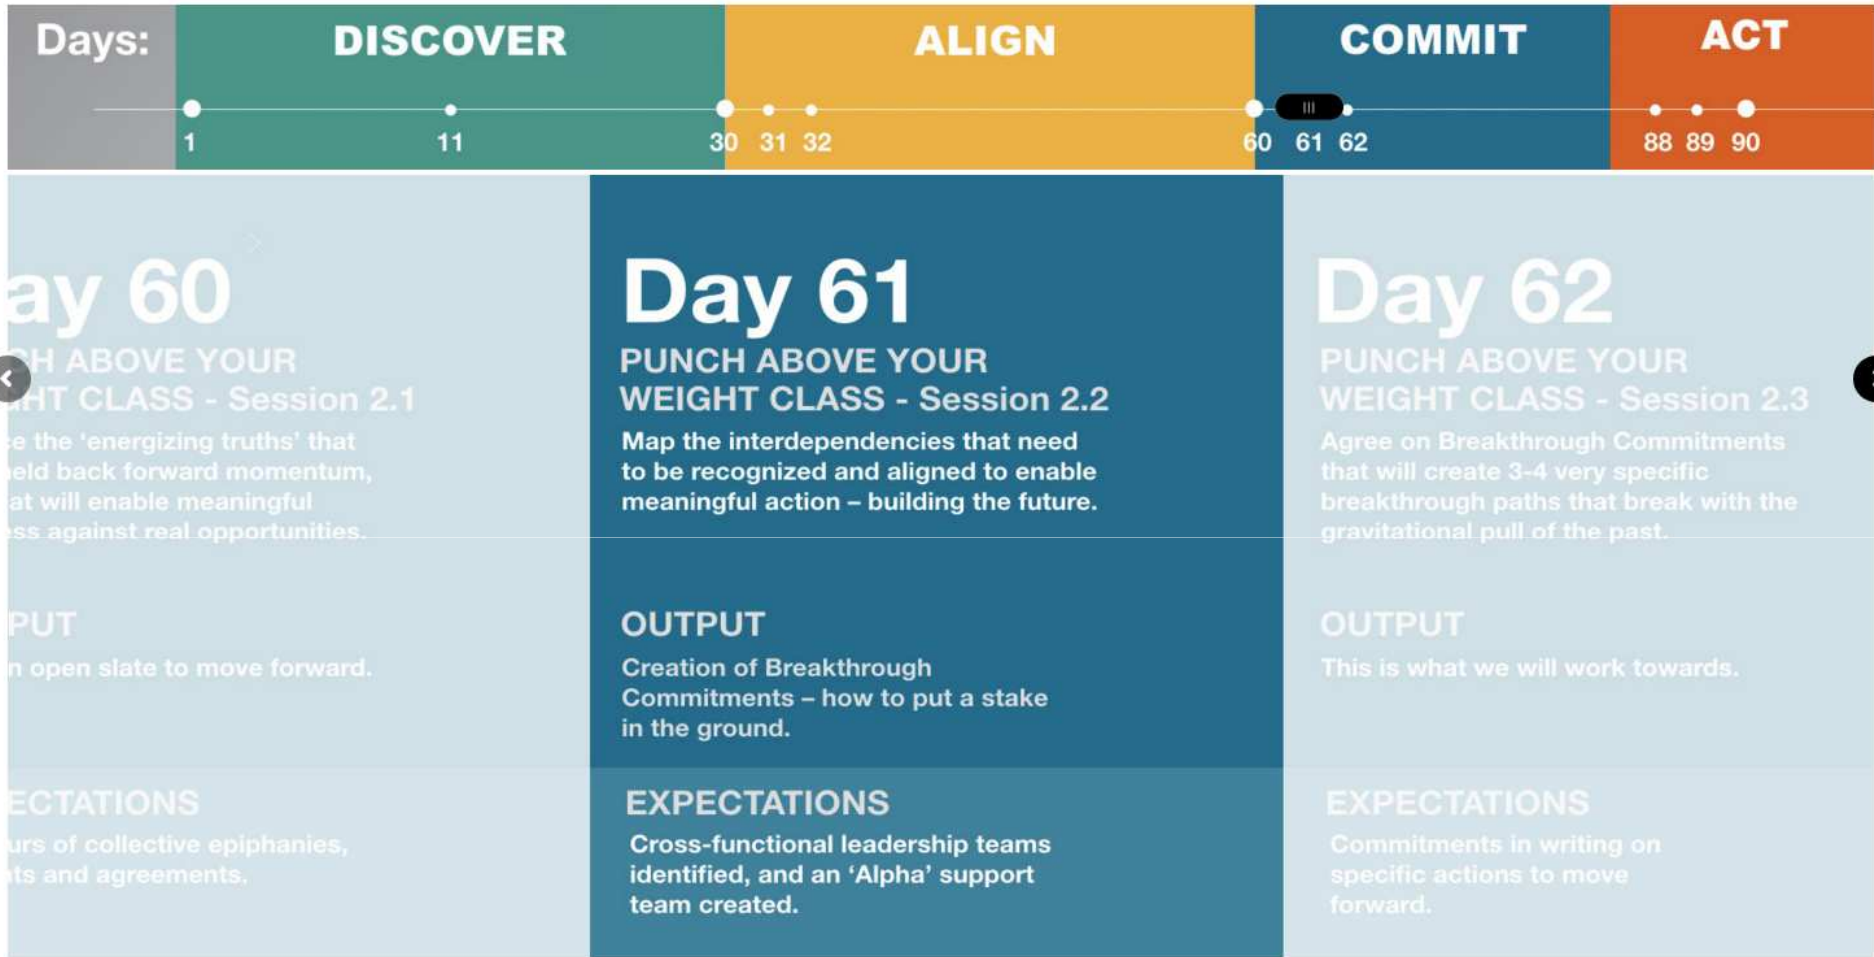 Days:
DISCOVER
ALIGN
COMMIT
ACT
1
11
30
31
32
60
61
62
88
89
90
ay 60
CH ABOVE YOUR
HT CLASS - Session 2.1
ce the ‘energizing truths’ that
eld back forward momentum,
at will enable meaningful
ss against real opportunities.
PUT
n open slate to move forward.
ECTATIONS
urs of collective epiphanies,
ts and agreements.
Day 61
PUNCH ABOVE YOUR
WEIGHT CLASS - Session 2.2
Map the interdependencies that need
to be recognized and aligned to enable
meaningful action – building the future.
OUTPUT
Creation of Breakthrough
Commitments – how to put a stake
in the ground.
EXPECTATIONS
Cross-functional leadership teams
identified, and an ‘Alpha’ support
team created.
Day 62
PUNCH ABOVE YOUR
WEIGHT CLASS - Session 2.3
Agree on Breakthrough Commitments
that will create 3-4 very specific
breakthrough paths that break with the
gravitational pull of the past.
OUTPUT
This is what we will work towards.
EXPECTATIONS
Commitments in writing on
specific actions to move
forward.